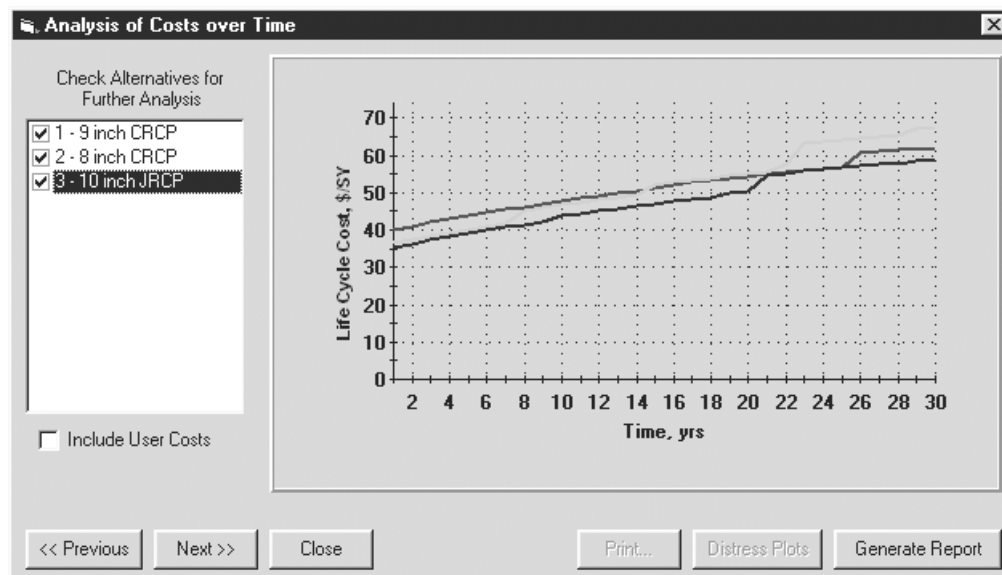 Analysis of Costs over Time
Check Alternatives for
Further Analysis
1 - 9 inch CRCP
2 - 8 inch CRCP
3 - 10 inch JRCP
Include User Costs
Life Cycle Cost, $/SY
70
60
50
40
30
20
10
0
2 4 6 8 10 12 14 16 18 20 22 24 26 28 30
Time, yrs
<< Previous
Next >>
Close
Print...
Distress Plots
Generate Report